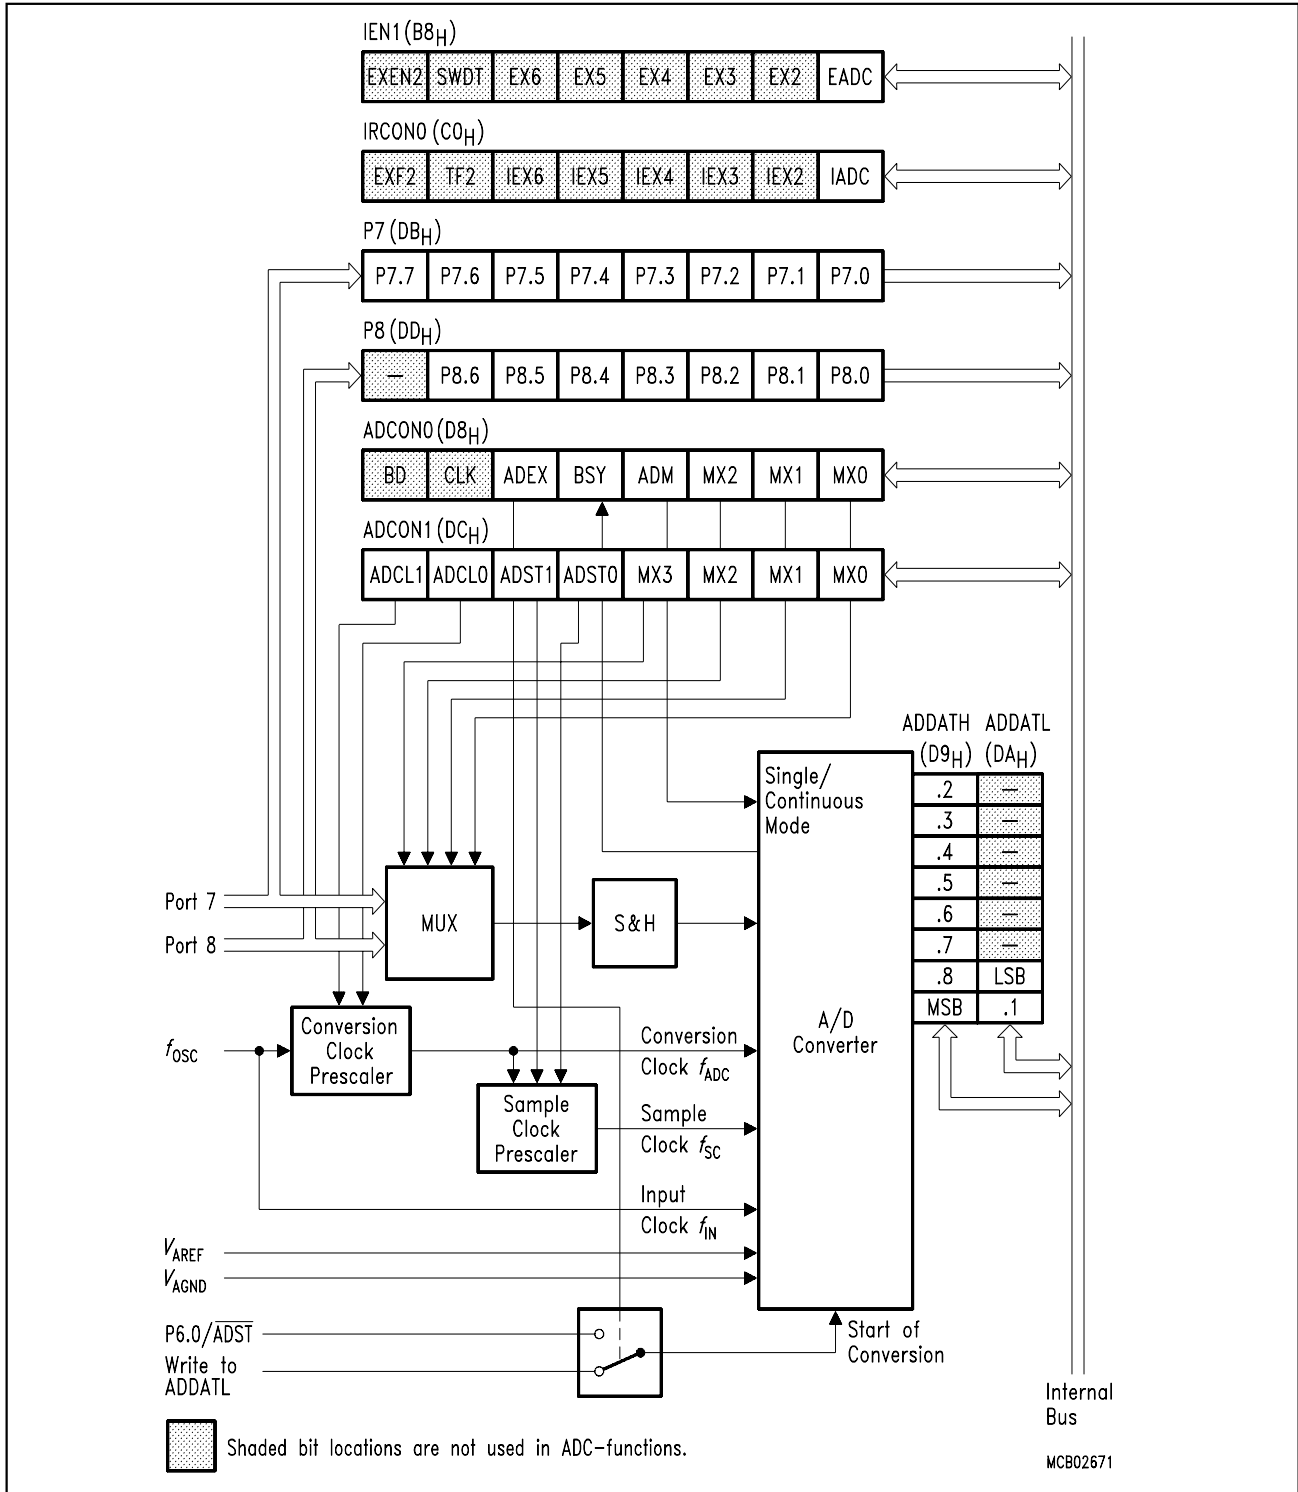 IEN1 (B8H)
EXEN2 SWDT EX6 EX5 EX4 EX3 EX2 EADC
IRCON0 (C0H)
EXF2 TF2 IEX6 IEX5 IEX4 IEX3 IEX2 IADC
P7 (DBH)
P7.7 P7.6 P7.5 P7.4 P7.3 P7.2 P7.1 P7.0
P8 (DDH)
– P8.6 P8.5 P8.4 P8.3 P8.2 P8.1 P8.0
ADCON0 (D8H)
BD CLK ADEX BSY ADM MX2 MX1 MX0
ADCON1 (DCH)
ADCL1 ADCL0 ADST1 ADST0 MX3 MX2 MX1 MX0
ADDATH ADDATL
(D9H) (DAH)
.2 –
.3 –
.4 –
.5 –
.6 –
.7 –
.8 LSB
MSB .1
Single/
Continuous
Mode
Port 7
Port 8
MUX
S&H
A/D
Converter
fOSC
Conversion
Clock
Prescaler
Conversion
Clock fADC
Sample
Clock
Prescaler
Sample
Clock fSC
Input
Clock fIN
VAREF
VAGND
P6.0/A̅D̅S̅T̅
Write to
ADDATL
Start of
Conversion
Internal
Bus
Shaded bit locations are not used in ADC-functions.
MCB02671